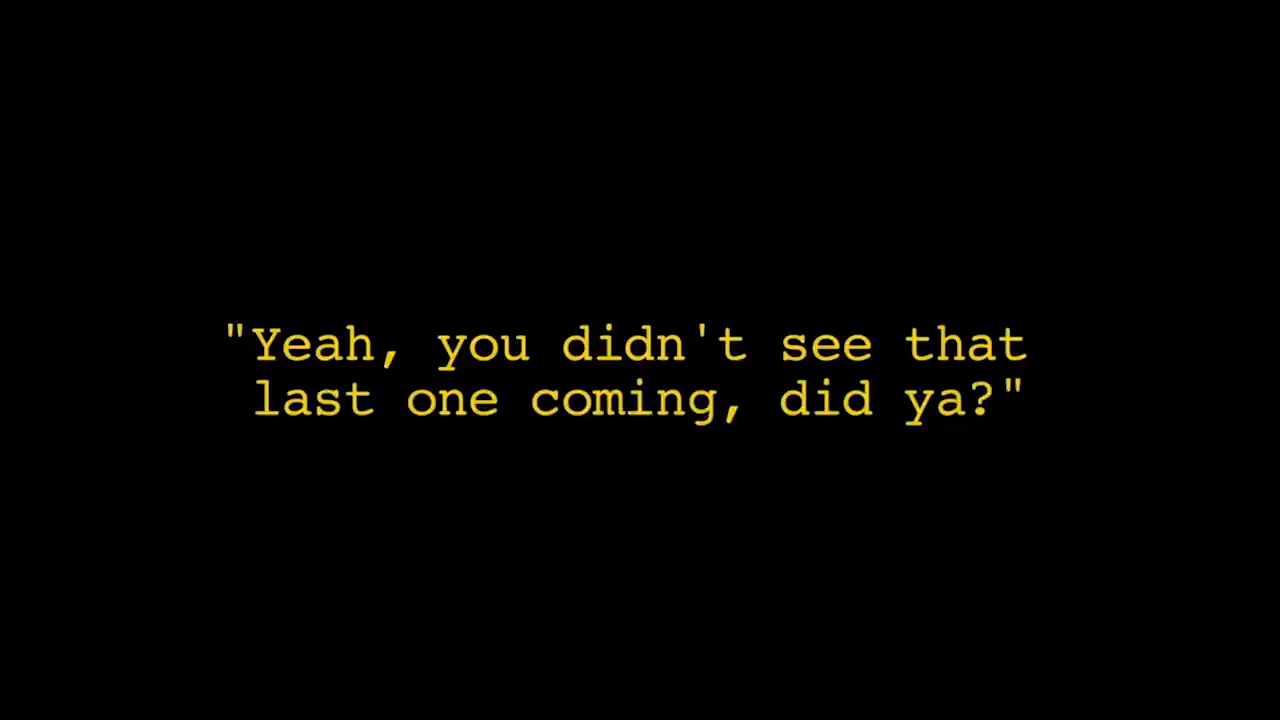 "Yeah, you didn't see that
last one coming, did ya?"